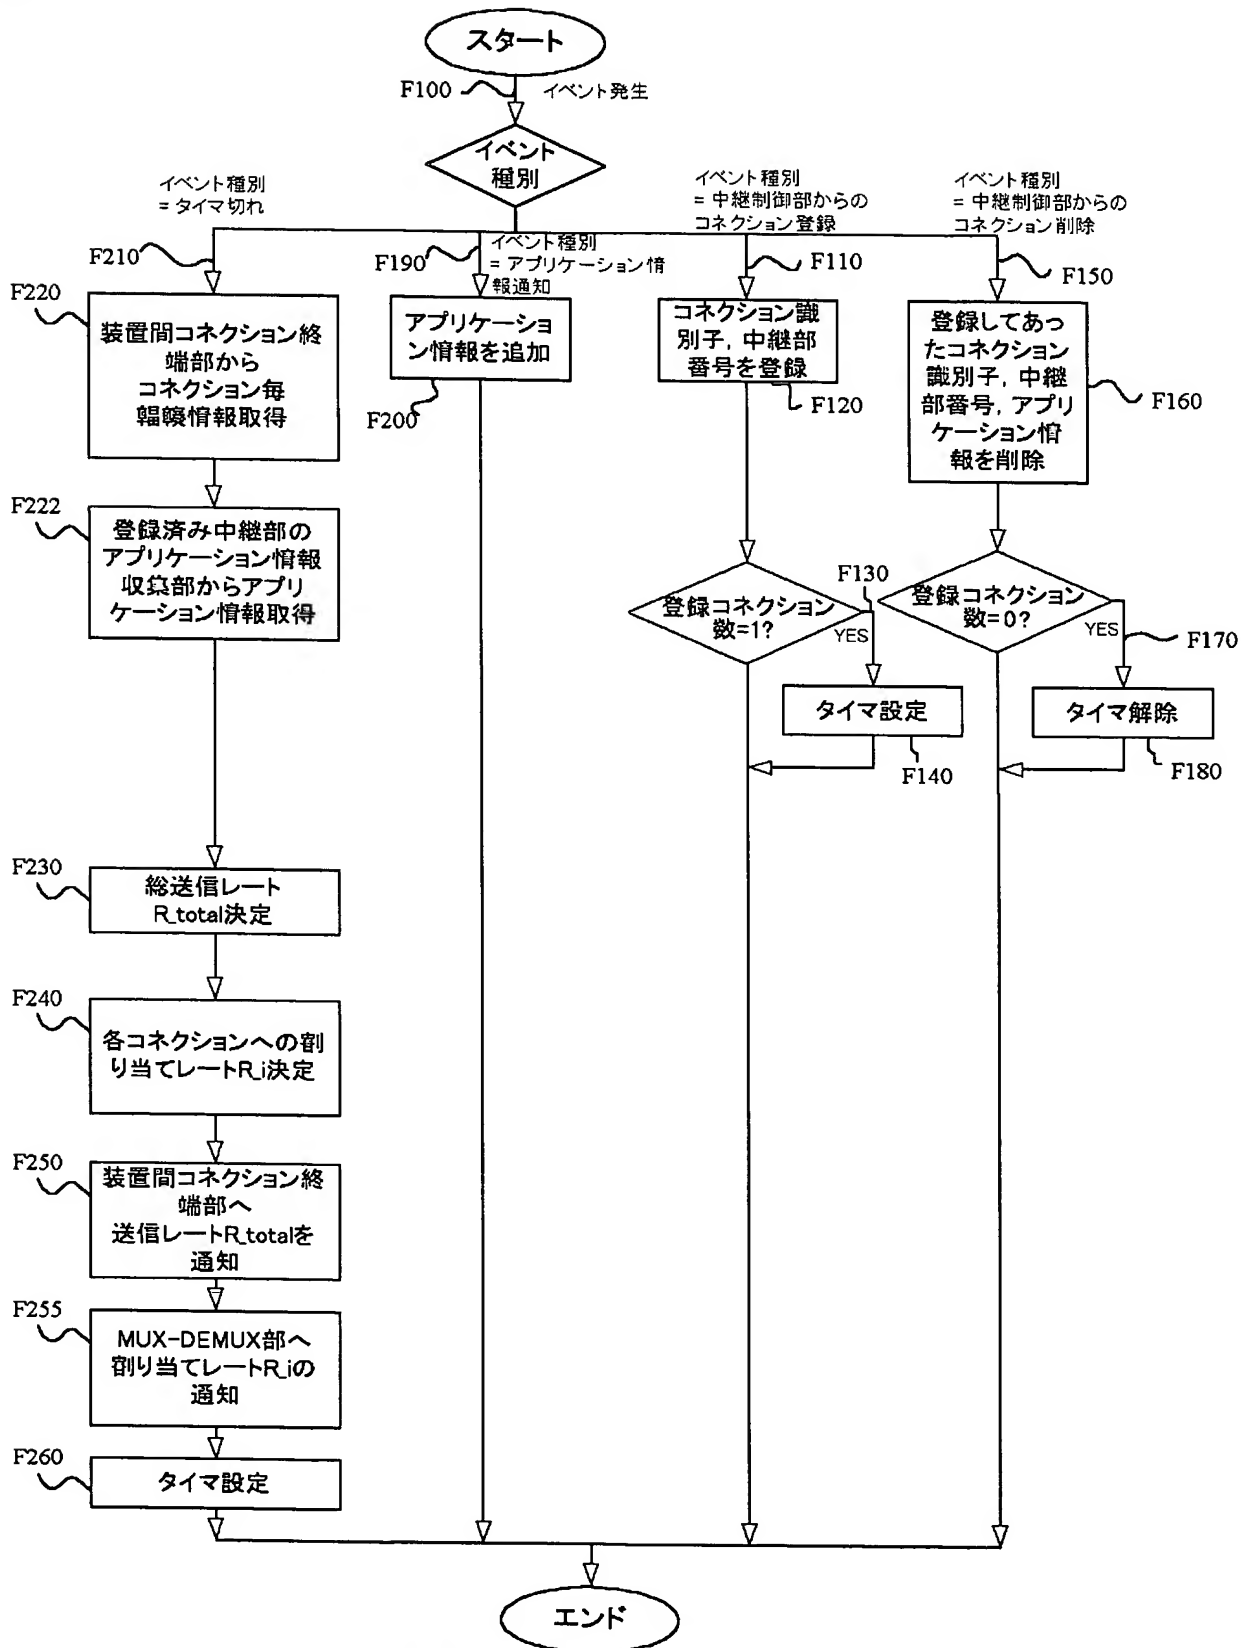 スタート
F100
イベント発生
イベント
種別
イベント種別
= タイマ切れ
イベント種別
= アプリケーション情
報通知
イベント種別
= 中継制御部からの
コネクション登録
イベント種別
= 中継制御部からの
コネクション削除
F210
F190
F110
F150
F220
装置間コネクション終
端部から
コネクション毎
輻輳情報取得
アプリケーショ
ン情報を追加
F200
コネクション識
別子, 中継部
番号を登録
F120
登録してあっ
たコネクション
識別子, 中継
部番号, アプリ
ケーション情
報を削除
F160
F222
登録済み中継部の
アプリケーション情報
収集部からアプリ
ケーション情報取得
登録コネクション
数=1?
F130
YES
登録コネクション
数=0?
YES
F170
タイマ設定
F140
タイマ解除
F180
F230
総送信レート
R_total決定
F240
各コネクションへの割
り当てレートR_i決定
F250
装置間コネクション終
端部へ
送信レートR_totalを
通知
F255
MUX-DEMUX部へ
割り当てレートR_iの
通知
F260
タイマ設定
エンド